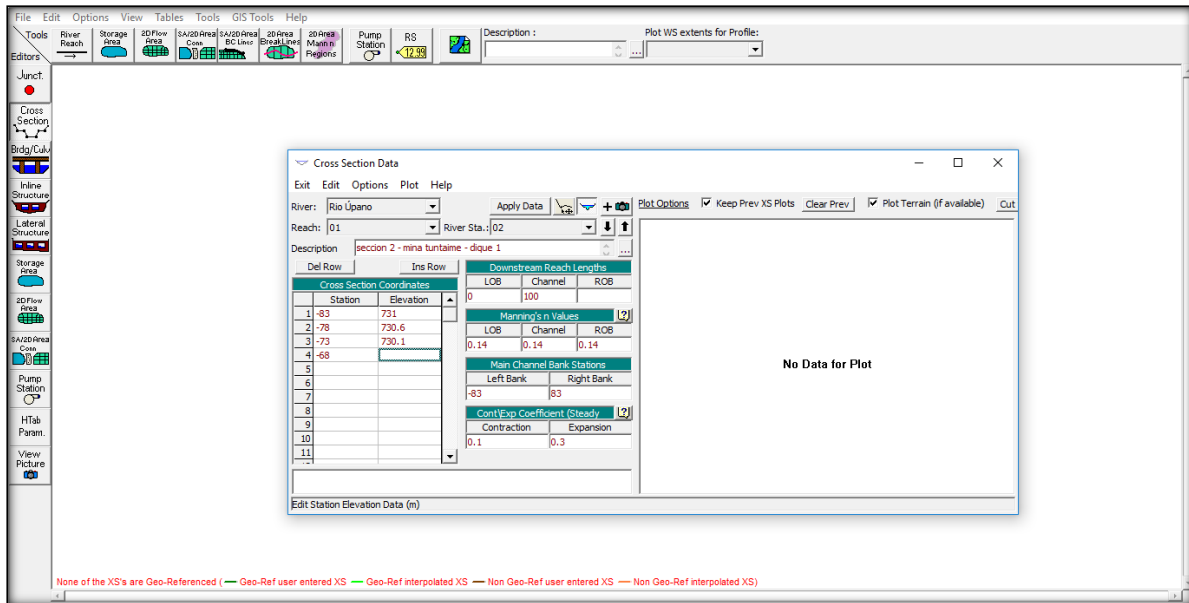 File Edit Options View Tables Tools GIS Tools Help
Tools
Editors
River
Reach
Storage
Area
2D Flow
Area
SA/2D Area
Conn
SA/2D Area
BC Lines
2D Area
BreakLines
2D Area
Mann n
Regions
Pump
Station
RS
12.99
Description :
...
Plot WS extents for Profile:
Junct.
Cross
Section
Brdg/Culv
Inline
Structure
Lateral
Structure
Storage
Area
2D Flow
Area
SA/2D Area
Conn
Pump
Station
HTab
Param.
View
Picture
Cross Section Data
Exit Edit Options Plot Help
River: Rio Úpano
Apply Data
Plot Options Keep Prev XS Plots Clear Prev Plot Terrain (if available) Cut
Reach: 01 River Sta.: 02
Description seccion 2 - mina tuntaime - dique 1 ...
Del Row Ins Row
Cross Section Coordinates
Station Elevation
1 -83 731
2 -78 730.6
3 -73 730.1
4 -68
5
6
7
8
9
10
11
Downstream Reach Lengths
LOB Channel ROB
0 100
Manning's n Values ?
LOB Channel ROB
0.14 0.14 0.14
Main Channel Bank Stations
Left Bank Right Bank
-83 83
Cont\Exp Coefficient (Steady ?
Contraction Expansion
0.1 0.3
No Data for Plot
Edit Station Elevation Data (m)
None of the XS's are Geo-Referenced ( Geo-Ref user entered XS Geo-Ref interpolated XS Non Geo-Ref user entered XS Non Geo-Ref interpolated XS)